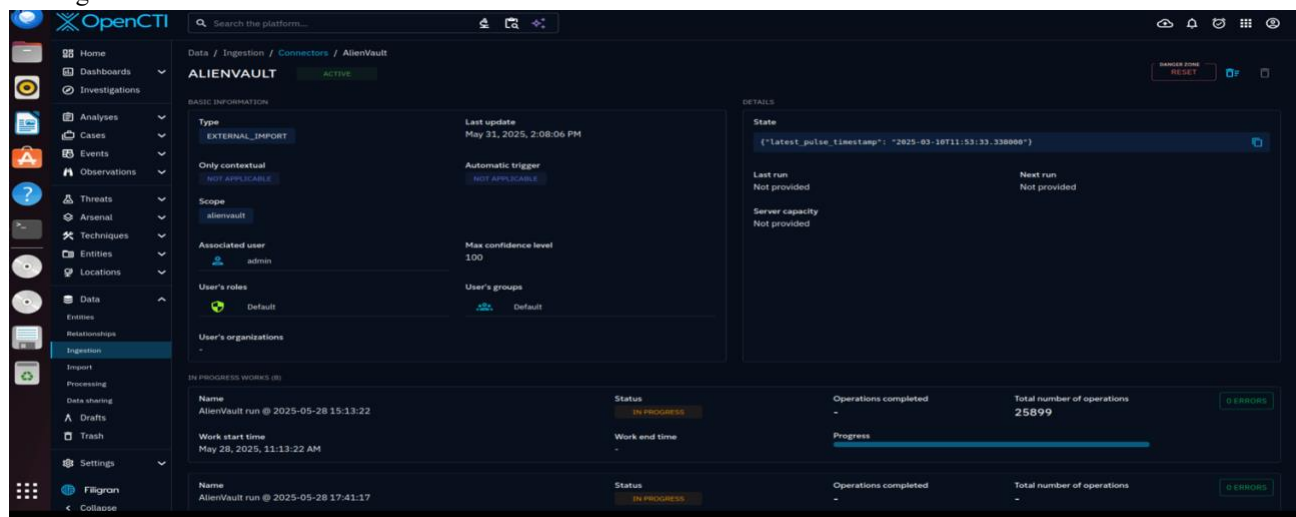 OpenCTI
Search the platform...
Home
Dashboards
Investigations
Analyses
Cases
Events
Observations
Threats
Arsenal
Techniques
Entities
Locations
Data
Entities
Relationships
Ingestion
Import
Processing
Data sharing
Drafts
Trash
Settings
Filigran
Collapse
Data / Ingestion / Connectors / AlienVault
ALIENVAULT ACTIVE
DANGER ZONE
RESET
BASIC INFORMATION
Type
EXTERNAL_IMPORT
Last update
May 31, 2025, 2:08:06 PM
Only contextual
NOT APPLICABLE
Automatic trigger
NOT APPLICABLE
Scope
alienvault
Associated user
admin
Max confidence level
100
User's roles
Default
User's groups
Default
User's organizations
-
DETAILS
State
{"latest_pulse_timestamp": "2025-03-10T11:53:33.330000"}
Last run
Not provided
Next run
Not provided
Server capacity
Not provided
IN PROGRESS WORKS (8)
Name
AlienVault run @ 2025-05-28 15:13:22
Status
IN PROGRESS
Operations completed
-
Total number of operations
25899
0 ERRORS
Work start time
May 28, 2025, 11:13:22 AM
Work end time
-
Progress
Name
AlienVault run @ 2025-05-28 17:41:17
Status
IN PROGRESS
Operations completed
-
Total number of operations
-
0 ERRORS